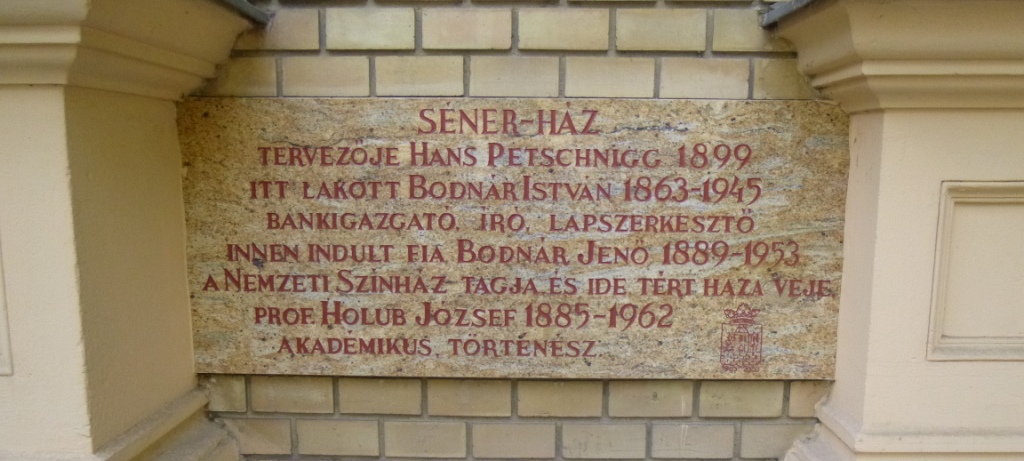 SÉNER-HÁZ
TERVEZŐJE HANS PETSCHNIGG 1899
ITT LAKOTT BODNÁR ISTVÁN 1863-1945
BANKIGAZGATÓ, ÍRÓ, LAPSZERKESZTŐ
INNEN INDULT FIA BODNÁR JENŐ 1889-1953
A NEMZETI SZÍNHÁZ TAGJA ÉS IDE TÉRT HAZA VEJE
PROF. HOLUB JÓZSEF 1885-1962
AKADÉMIKUS, TÖRTÉNÉSZ